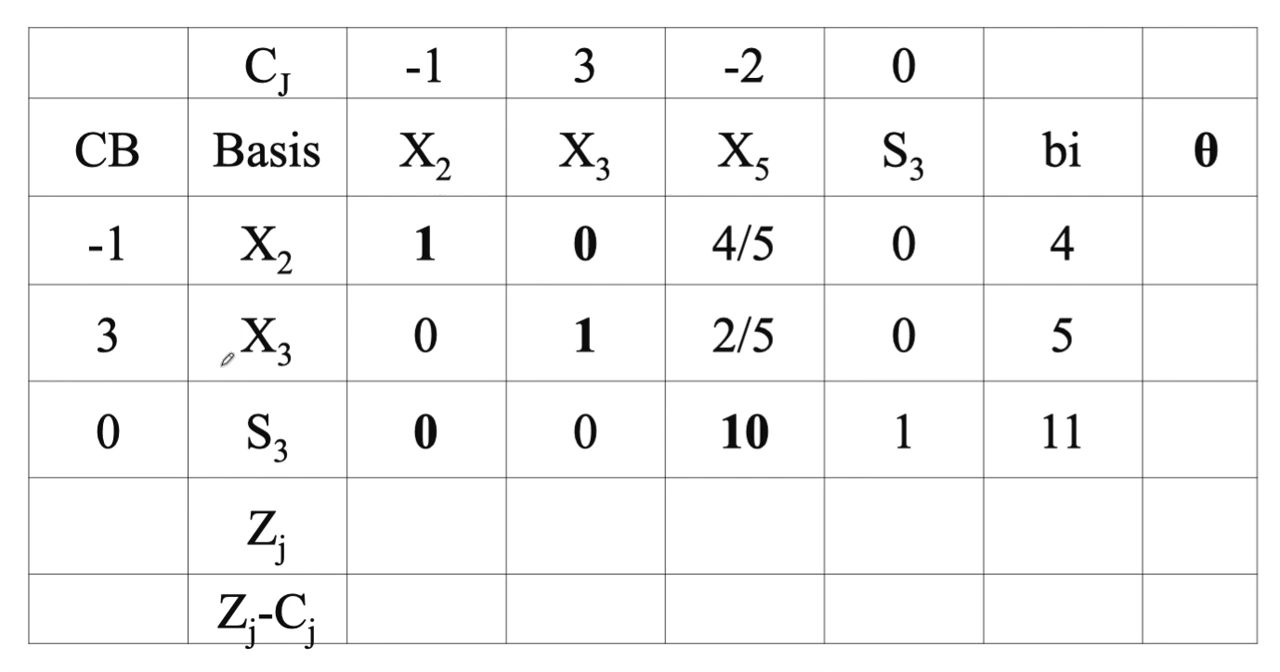 C_J -1 3 -2 0
CB Basis X_2 X_3 X_5 S_3 bi θ
-1 X_2 1 0 4/5 0 4
3 X_3 0 1 2/5 0 5
0 S_3 0 0 10 1 11
Z_j
Z_j-C_j